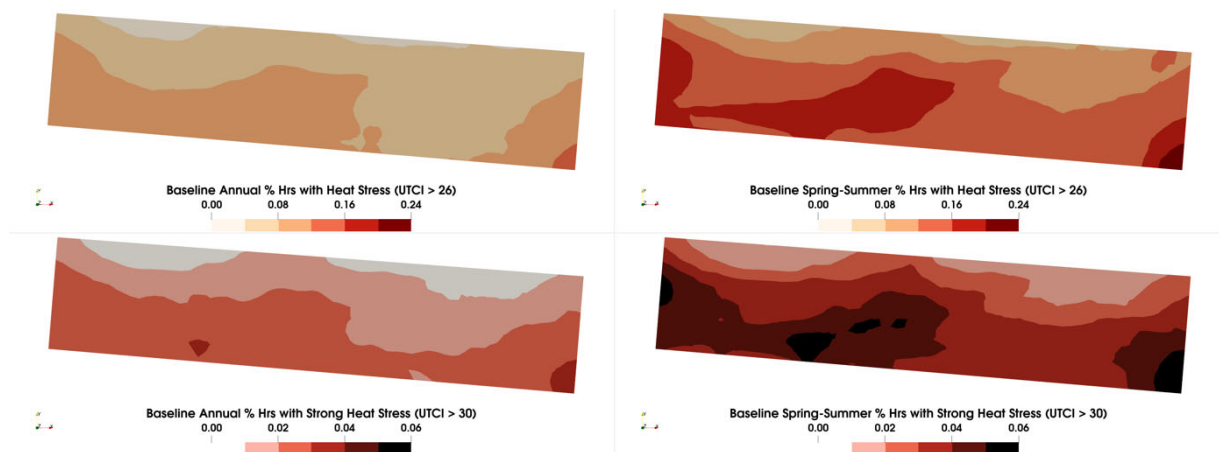 Baseline Annual % Hrs with Heat Stress (UTCI > 26)
0.00 0.08 0.16 0.24
Baseline Spring-Summer % Hrs with Heat Stress (UTCI > 26)
0.00 0.08 0.16 0.24
Baseline Annual % Hrs with Strong Heat Stress (UTCI > 30)
0.00 0.02 0.04 0.06
Baseline Spring-Summer % Hrs with Strong Heat Stress (UTCI > 30)
0.00 0.02 0.04 0.06